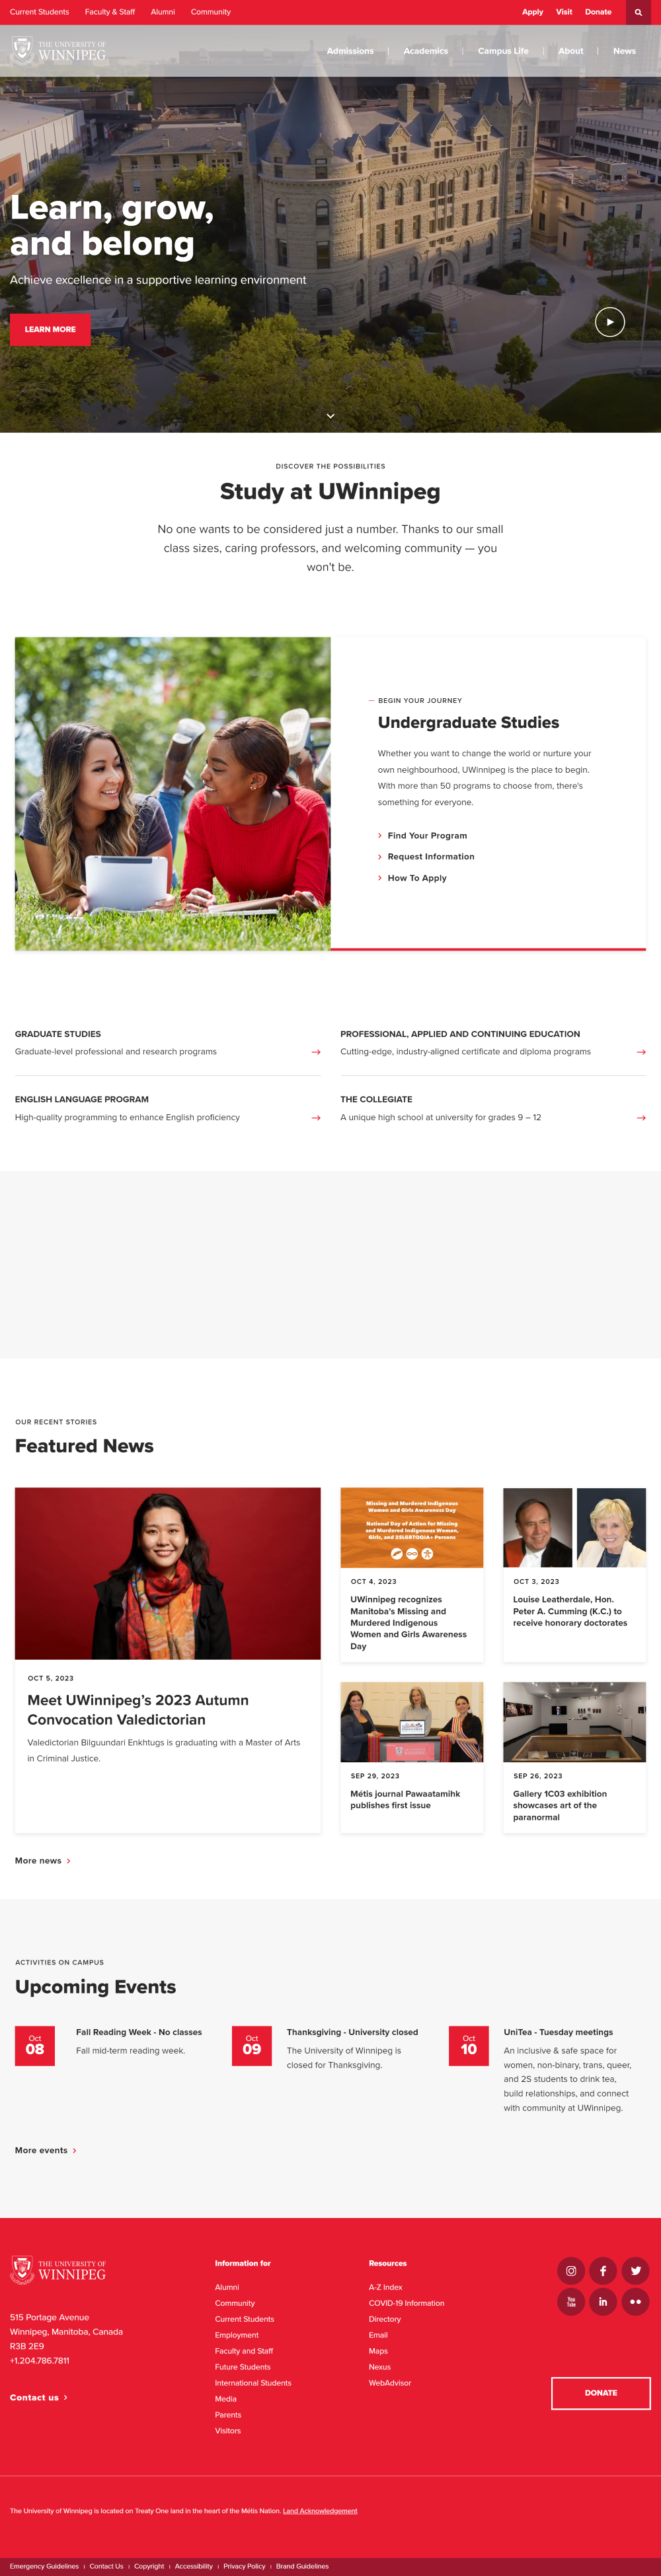 Current Students Faculty & Staff Alumni Community Apply Visit Donate
THE UNIVERSITY OF
WINNIPEG
Admissions | Academics | Campus Life | About | News
Learn, grow,
and belong
Achieve excellence in a supportive learning environment
LEARN MORE
DISCOVER THE POSSIBILITIES
Study at UWinnipeg
No one wants to be considered just a number. Thanks to our small
class sizes, caring professors, and welcoming community — you
won't be.
BEGIN YOUR JOURNEY
Undergraduate Studies
Whether you want to change the world or nurture your
own neighbourhood, UWinnipeg is the place to begin.
With more than 50 programs to choose from, there's
something for everyone.
Find Your Program
Request Information
How To Apply
GRADUATE STUDIES
Graduate-level professional and research programs
PROFESSIONAL, APPLIED AND CONTINUING EDUCATION
Cutting-edge, industry-aligned certificate and diploma programs
ENGLISH LANGUAGE PROGRAM
High-quality programming to enhance English proficiency
THE COLLEGIATE
A unique high school at university for grades 9 – 12
OUR RECENT STORIES
Featured News
OCT 5, 2023
Meet UWinnipeg's 2023 Autumn
Convocation Valedictorian
Valedictorian Bilguundari Enkhtugs is graduating with a Master of Arts
in Criminal Justice.
Missing and Murdered Indigenous
Women and Girls Awareness Day
National Day of Action for Missing
and Murdered Indigenous Women,
Girls, and 2SLGBTQQIA+ Persons
OCT 4, 2023
UWinnipeg recognizes
Manitoba's Missing and
Murdered Indigenous
Women and Girls Awareness
Day
OCT 3, 2023
Louise Leatherdale, Hon.
Peter A. Cumming (K.C.) to
receive honorary doctorates
SEP 29, 2023
Métis journal Pawaatamihk
publishes first issue
SEP 26, 2023
Gallery 1C03 exhibition
showcases art of the
paranormal
More news
ACTIVITIES ON CAMPUS
Upcoming Events
Oct
08
Fall Reading Week - No classes
Fall mid-term reading week.
Oct
09
Thanksgiving - University closed
The University of Winnipeg is
closed for Thanksgiving.
Oct
10
UniTea - Tuesday meetings
An inclusive & safe space for
women, non-binary, trans, queer,
and 2S students to drink tea,
build relationships, and connect
with community at UWinnipeg.
More events
THE UNIVERSITY OF
WINNIPEG
515 Portage Avenue
Winnipeg, Manitoba, Canada
R3B 2E9
+1.204.786.7811
Contact us
Information for
Alumni
Community
Current Students
Employment
Faculty and Staff
Future Students
International Students
Media
Parents
Visitors
Resources
A-Z Index
COVID-19 Information
Directory
Email
Maps
Nexus
WebAdvisor
You
Tube
in
DONATE
The University of Winnipeg is located on Treaty One land in the heart of the Métis Nation. Land Acknowledgement
Emergency Guidelines | Contact Us | Copyright | Accessibility | Privacy Policy | Brand Guidelines